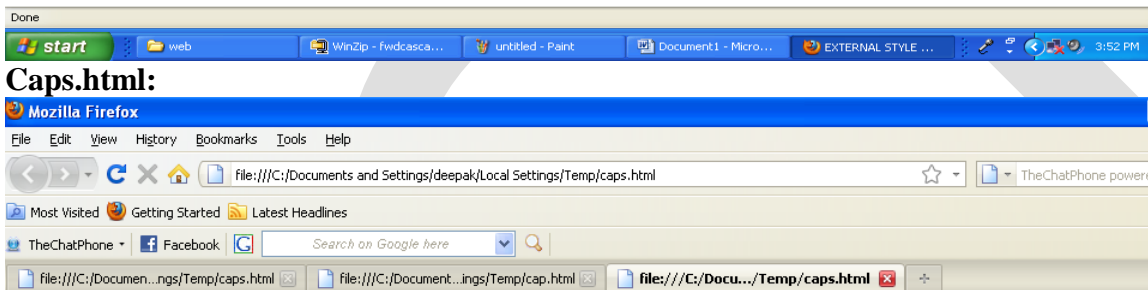 Done
start web WinZip - fwdcasca... untitled - Paint Document1 - Micro... EXTERNAL STYLE ... 3:52 PM
Caps.html:
Mozilla Firefox
File Edit View History Bookmarks Tools Help
file:///C:/Documents and Settings/deepak/Local Settings/Temp/caps.html TheChatPhone powere
Most Visited Getting Started Latest Headlines
TheChatPhone Facebook G Search on Google here
file:///C:/Documen...ngs/Temp/caps.html file:///C:/Document...ings/Temp/cap.html file:///C:/Docu.../Temp/caps.html